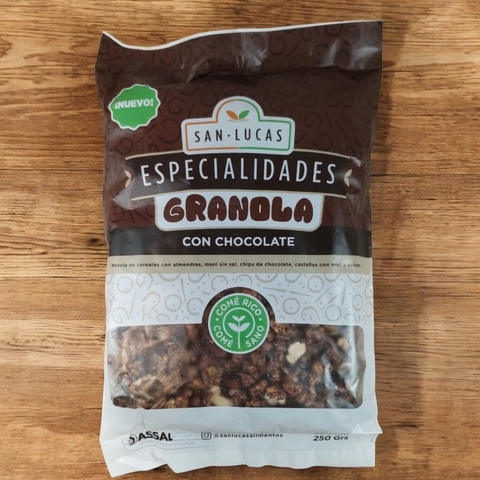 ¡NUEVO!
SAN·LUCAS
ESPECIALIDADES
GRANOLA
CON CHOCOLATE
Mezcla de cereales con almendras, maní sin sal, chips de chocolate, castañas con miel y azúcar.
COMÉ RICO
COMÉ SANO
ASSAL
@sanlucasalimentos
250 Grs